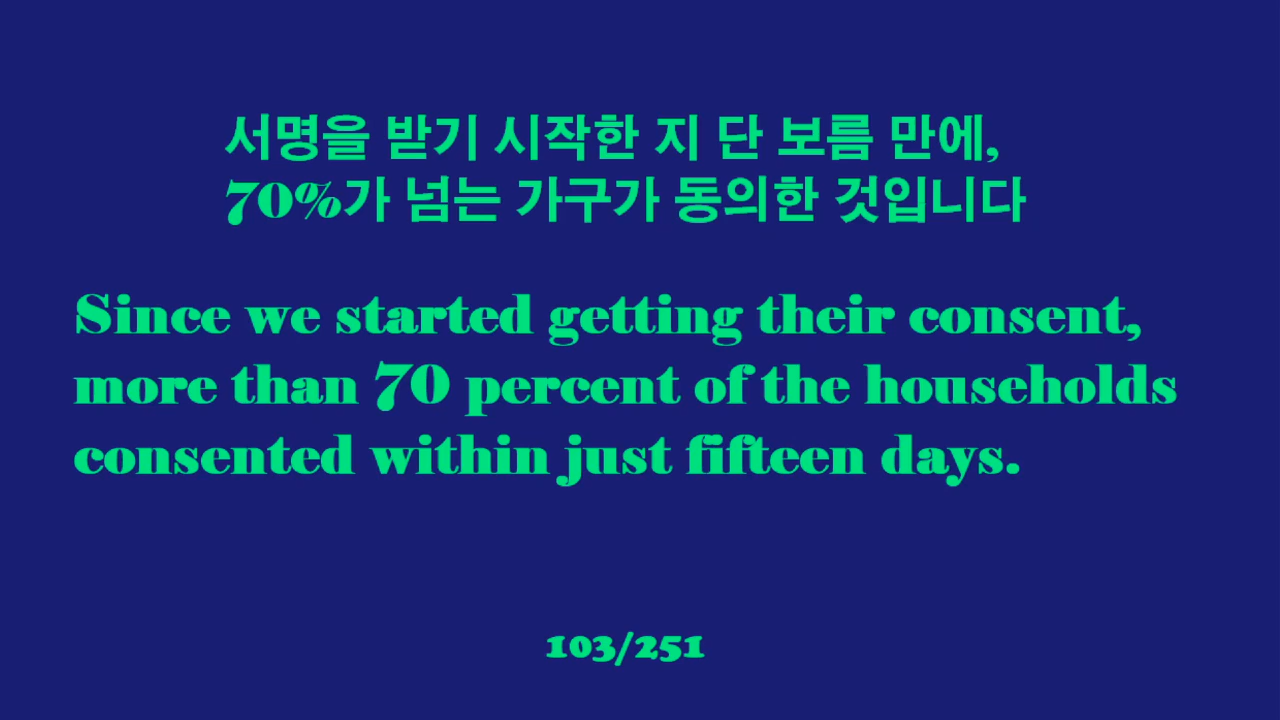 서명을 받기 시작한 지 단 보름 만에,
70%가 넘는 가구가 동의한 것입니다
Since we started getting their consent,
more than 70 percent of the households
consented within just fifteen days.
103/251